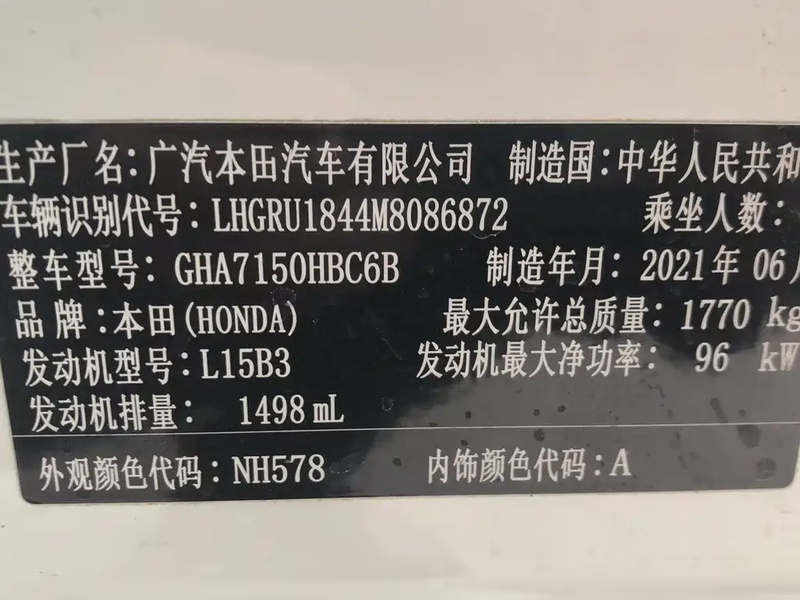 生产厂名：广汽本田汽车有限公司 制造国：中华人民共和
车辆识别代号：LHGRU1844M8086872 乘坐人数：
整车型号：GHA7150HBC6B 制造年月：2021年 06月
品牌：本田(HONDA) 最大允许总质量：1770 kg
发动机型号：L15B3 发动机最大净功率：96 kW
发动机排量：1498 mL
外观颜色代码：NH578 内饰颜色代码：A